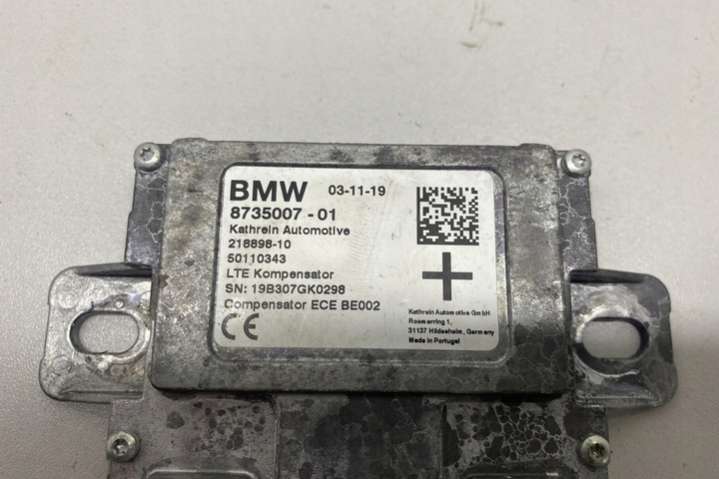 BMW 03-11-19
8735007 - 01
Kathrein Automotive
218898-10
50110343
LTE Kompensator
SN: 19B307GK0298
Compensator ECE BE002
CE
Kathrein Automotive GmbH
Roemerring 1,
31137 Hildesheim, Germany
Made in Portugal